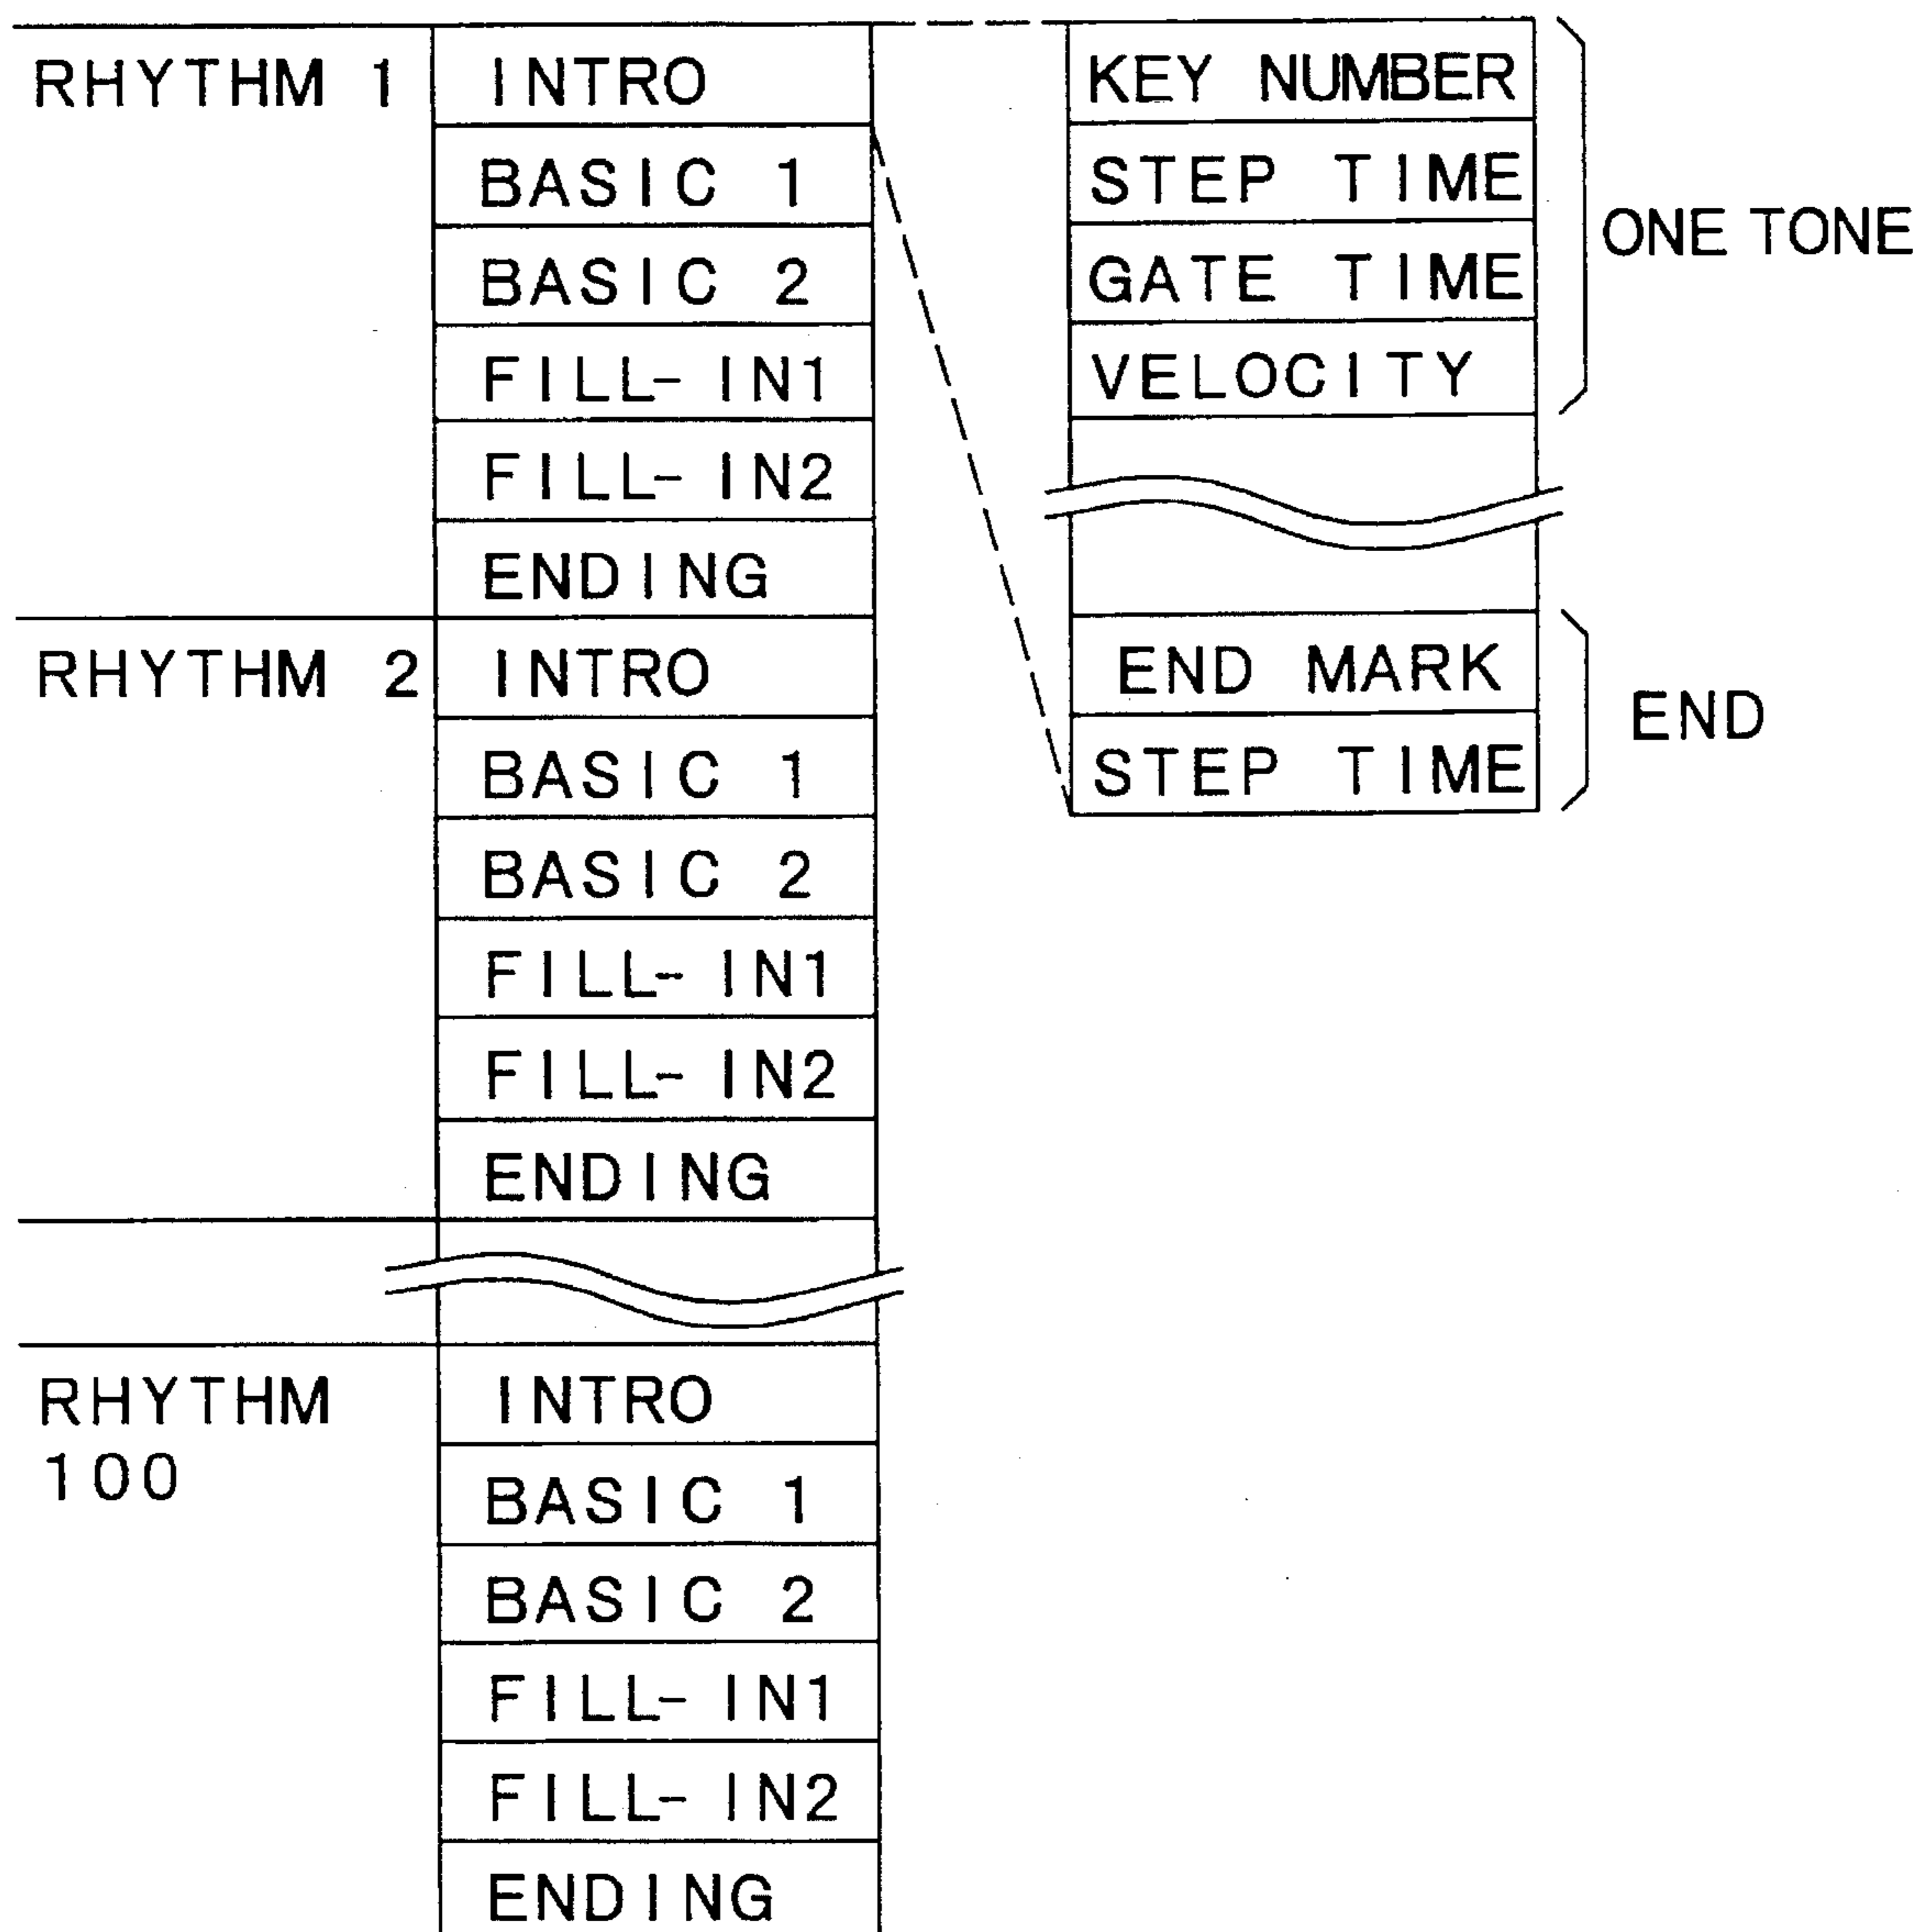 RHYTHM 1
INTRO
BASIC 1
BASIC 2
FILL-IN1
FILL-IN2
ENDING
RHYTHM 2
INTRO
BASIC 1
BASIC 2
FILL-IN1
FILL-IN2
ENDING
RHYTHM
100
INTRO
BASIC 1
BASIC 2
FILL-IN1
FILL-IN2
ENDING
KEY NUMBER
STEP TIME
GATE TIME
VELOCITY
ONE TONE
END MARK
STEP TIME
END